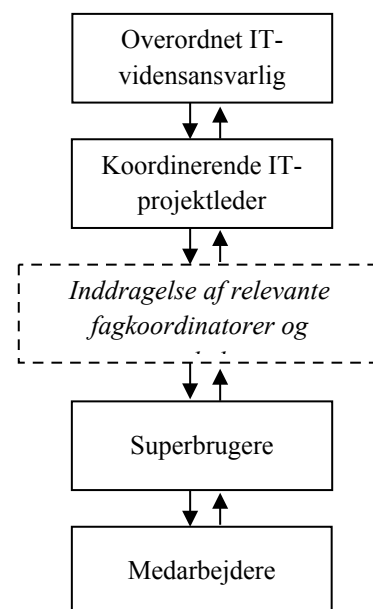 Overordnet IT-
vidensansvarlig
Koordinerende IT-
projektleder
Inddragelse af relevante
fagkoordinatorer og
Superbrugere
Medarbejdere